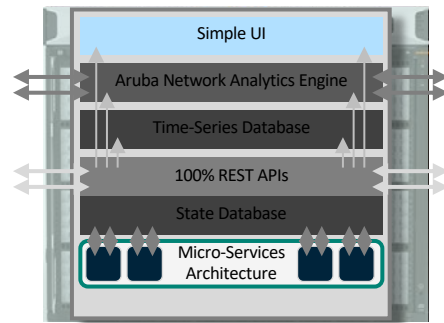 Simple UI
Aruba Network Analytics Engine
Time-Series Database
100% REST APIs
State Database
Micro-Services
Architecture